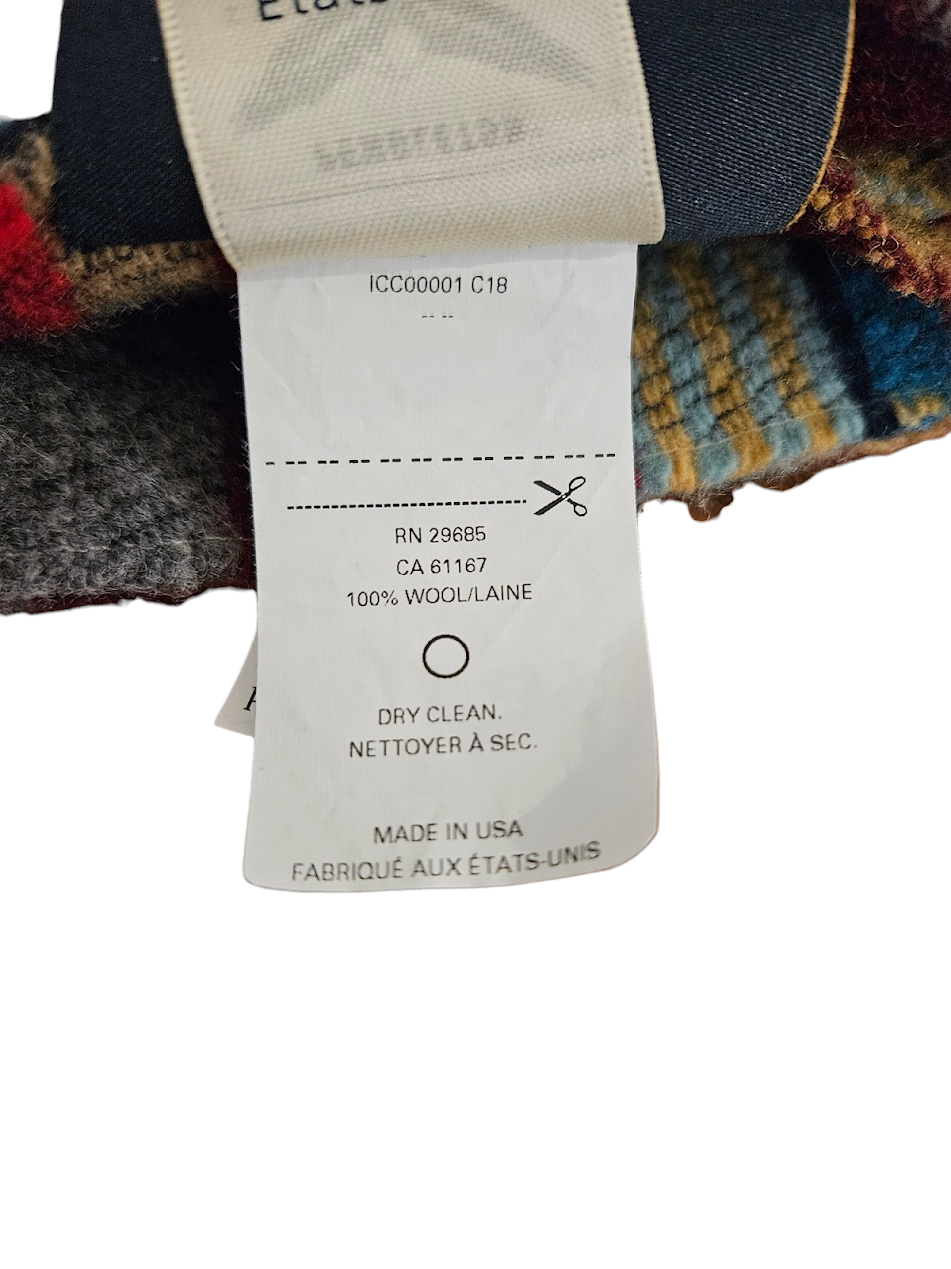 ICC00001 C18
-- --
RN 29685
CA 61167
100% WOOL/LAINE
DRY CLEAN.
NETTOYER À SEC.
MADE IN USA
FABRIQUÉ AUX ÉTATS-UNIS